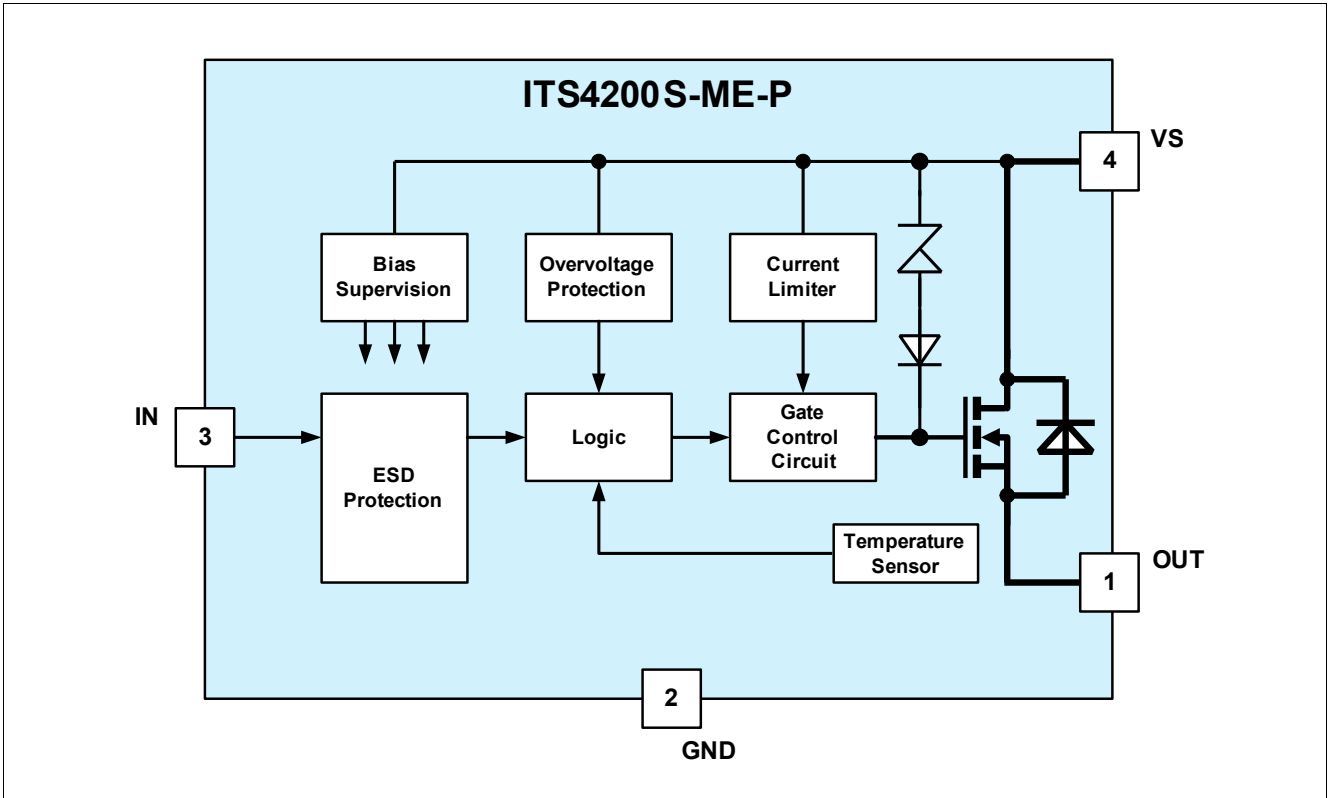 ITS4200S-ME-P
VS
4
Bias
Supervision
Overvoltage
Protection
Current
Limiter
IN
3
ESD
Protection
Logic
Gate
Control
Circuit
Temperature
Sensor
OUT
1
2
GND